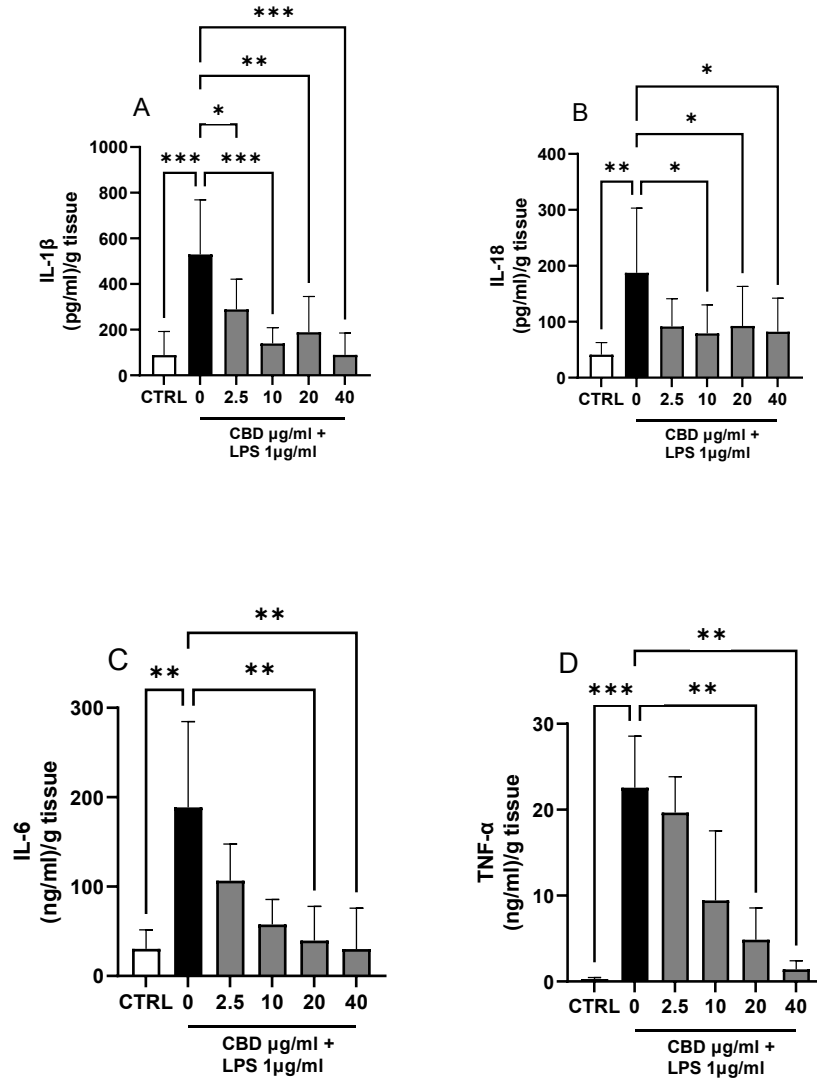 ***
**
A
*
***
***
1000
800
600
400
200
0
IL-1β
(pg/ml)/g tissue
CTRL 0 2.5 10 20 40
CBD µg/ml +
LPS 1µg/ml
*
B
*
**
*
400
300
200
100
0
IL-18
(pg/ml)/g tissue
CTRL 0 2.5 10 20 40
CBD µg/ml +
LPS 1µg/ml
**
C
**
**
300
200
100
0
IL-6
(ng/ml)/g tissue
CTRL 0 2.5 10 20 40
CBD µg/ml +
LPS 1µg/ml
**
D
***
**
30
20
10
0
TNF-α
(ng/ml)/g tissue
CTRL 0 2.5 10 20 40
CBD µg/ml +
LPS 1µg/ml